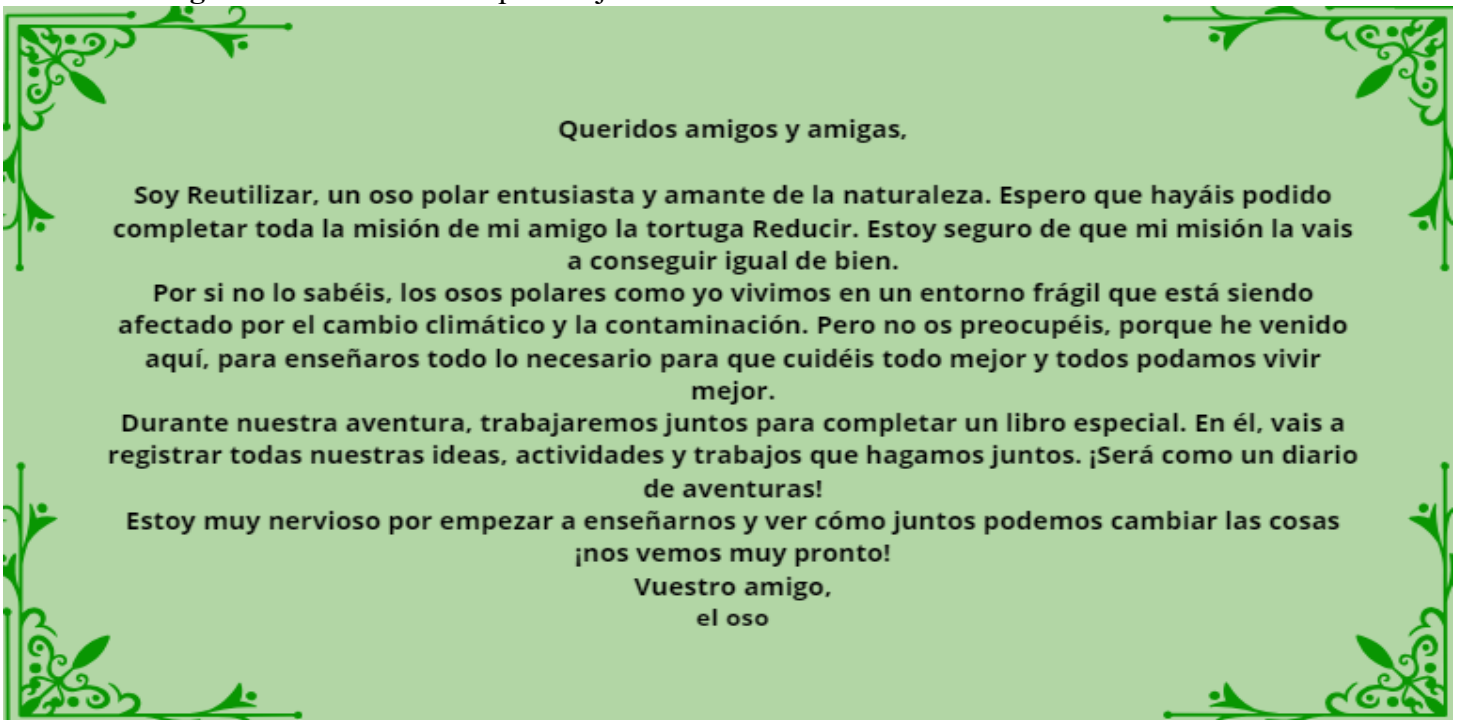 Queridos amigos y amigas,
Soy Reutilizar, un oso polar entusiasta y amante de la naturaleza. Espero que hayáis podido
completar toda la misión de mi amigo la tortuga Reducir. Estoy seguro de que mi misión la vais
a conseguir igual de bien.
Por si no lo sabéis, los osos polares como yo vivimos en un entorno frágil que está siendo
afectado por el cambio climático y la contaminación. Pero no os preocupéis, porque he venido
aquí, para enseñaros todo lo necesario para que cuidéis todo mejor y todos podamos vivir
mejor.
Durante nuestra aventura, trabajaremos juntos para completar un libro especial. En él, vais a
registrar todas nuestras ideas, actividades y trabajos que hagamos juntos. ¡Será como un diario
de aventuras!
Estoy muy nervioso por empezar a enseñarnos y ver cómo juntos podemos cambiar las cosas
¡nos vemos muy pronto!
Vuestro amigo,
el oso